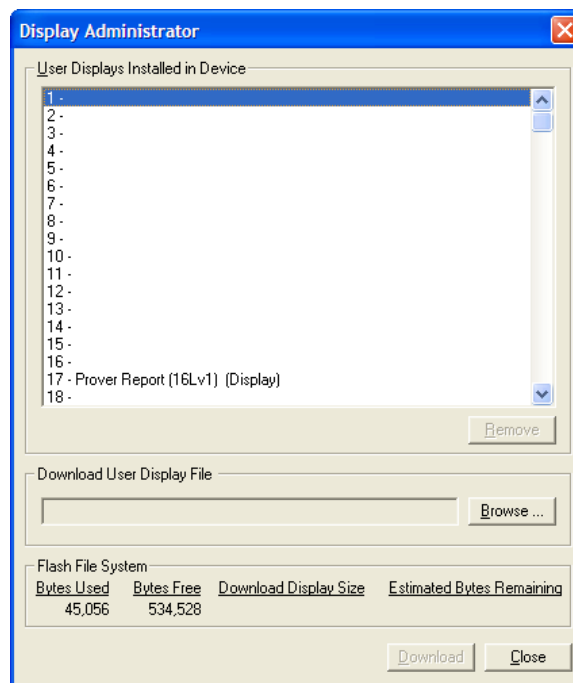 Display Administrator
User Displays Installed in Device
1 -
2 -
3 -
4 -
5 -
6 -
7 -
8 -
9 -
10 -
11 -
12 -
13 -
14 -
15 -
16 -
17 - Prover Report (16Lv1) (Display)
18 -
Remove
Download User Display File
Browse ...
Flash File System
Bytes Used Bytes Free Download Display Size Estimated Bytes Remaining
45,056 534,528
Download Close